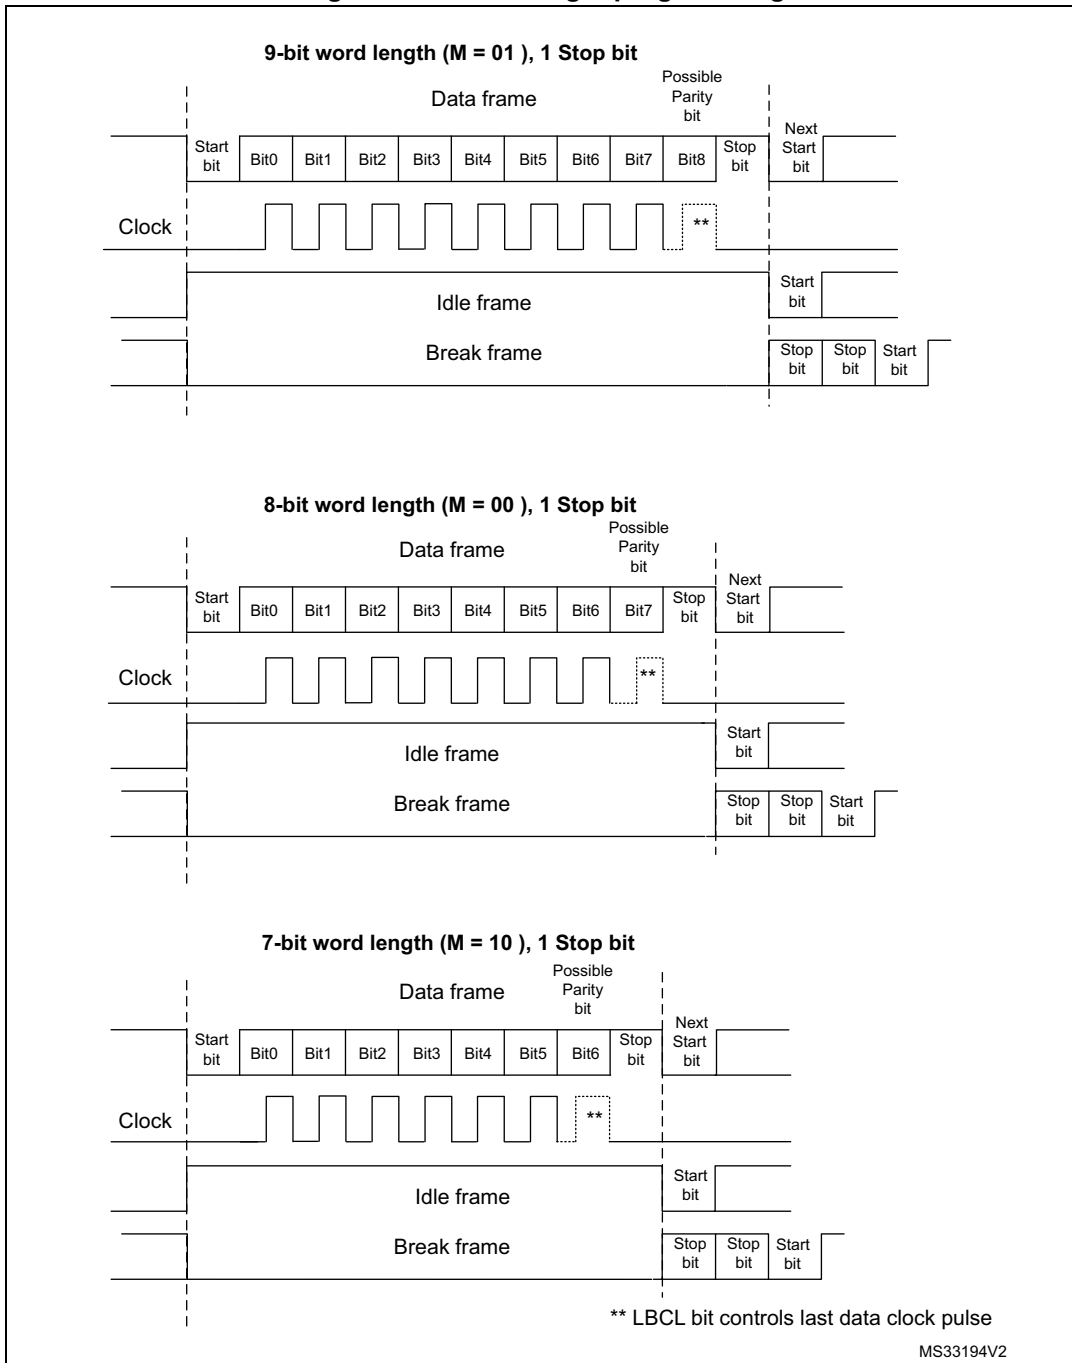 9-bit word length (M = 01 ), 1 Stop bit
Data frame
Possible
Parity
bit
Start
bit
Bit0
Bit1
Bit2
Bit3
Bit4
Bit5
Bit6
Bit7
Bit8
Stop
bit
Next
Start
bit
Clock
**
Idle frame
Start
bit
Break frame
Stop
bit
Stop
bit
Start
bit
8-bit word length (M = 00 ), 1 Stop bit
Data frame
Possible
Parity
bit
Start
bit
Bit0
Bit1
Bit2
Bit3
Bit4
Bit5
Bit6
Bit7
Stop
bit
Next
Start
bit
Clock
**
Idle frame
Start
bit
Break frame
Stop
bit
Stop
bit
Start
bit
7-bit word length (M = 10 ), 1 Stop bit
Data frame
Possible
Parity
bit
Start
bit
Bit0
Bit1
Bit2
Bit3
Bit4
Bit5
Bit6
Stop
bit
Next
Start
bit
Clock
**
Idle frame
Start
bit
Break frame
Stop
bit
Stop
bit
Start
bit
** LBCL bit controls last data clock pulse
MS33194V2